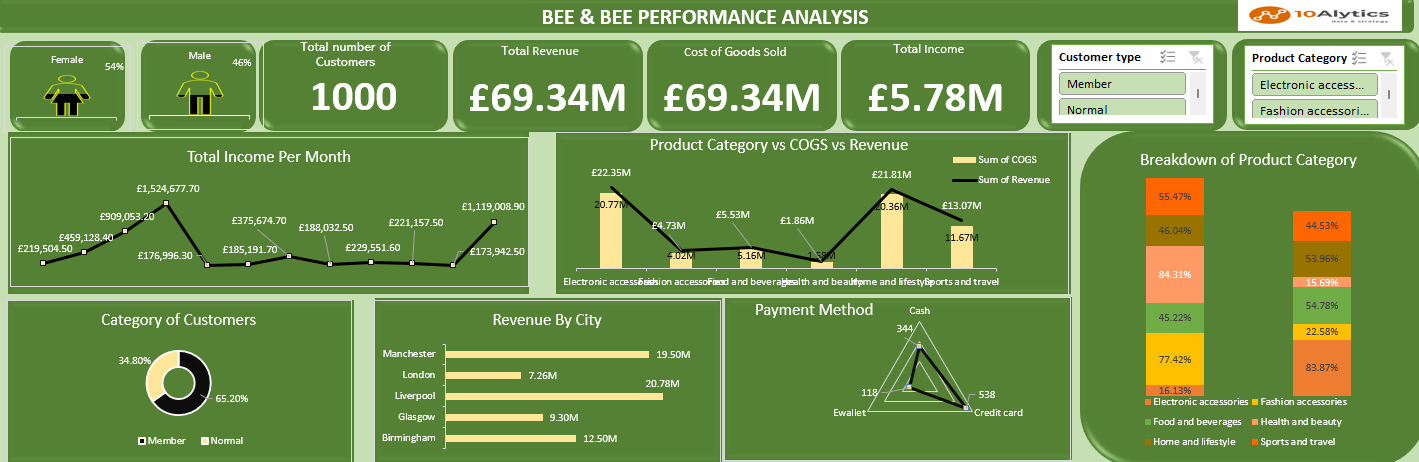 BEE & BEE PERFORMANCE ANALYSIS
10Alytics
data & strategy
Female
54%
Male
46%
Total number of
Customers
1000
Total Revenue
£69.34M
Cost of Goods Sold
£69.34M
Total Income
£5.78M
Customer type
Member
Normal
Product Category
Electronic access...
Fashion accessori...
Total Income Per Month
£219,504.50
£459,128.40
£909,053.20
£1,524,677.70
£176,996.30
£185,191.70
£375,674.70
£188,032.50
£229,551.60
£221,157.50
£173,942.50
£1,119,008.90
Product Category vs COGS vs Revenue
Sum of COGS
Sum of Revenue
£22.35M
£4.73M
£5.53M
£1.86M
£21.81M
£13.07M
20.77M
4.02M
5.16M
1.38M
20.36M
11.67M
Electronic accessories
Fashion accessories
Food and beverages
Health and beauty
Home and lifestyle
Sports and travel
Breakdown of Product Category
55.47%
46.04%
84.31%
45.22%
77.42%
16.13%
44.53%
53.96%
15.69%
54.78%
22.58%
83.87%
Electronic accessories
Fashion accessories
Food and beverages
Health and beauty
Home and lifestyle
Sports and travel
Category of Customers
34.80%
65.20%
Member
Normal
Revenue By City
Manchester
19.50M
London
7.26M
Liverpool
20.78M
Glasgow
9.30M
Birmingham
12.50M
Payment Method
Cash
344
118
538
Ewallet
Credit card